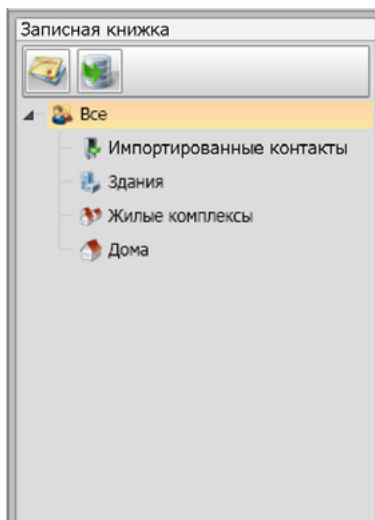 Записная книжка
Все
Импортированные контакты
Здания
Жилые комплексы
Дома